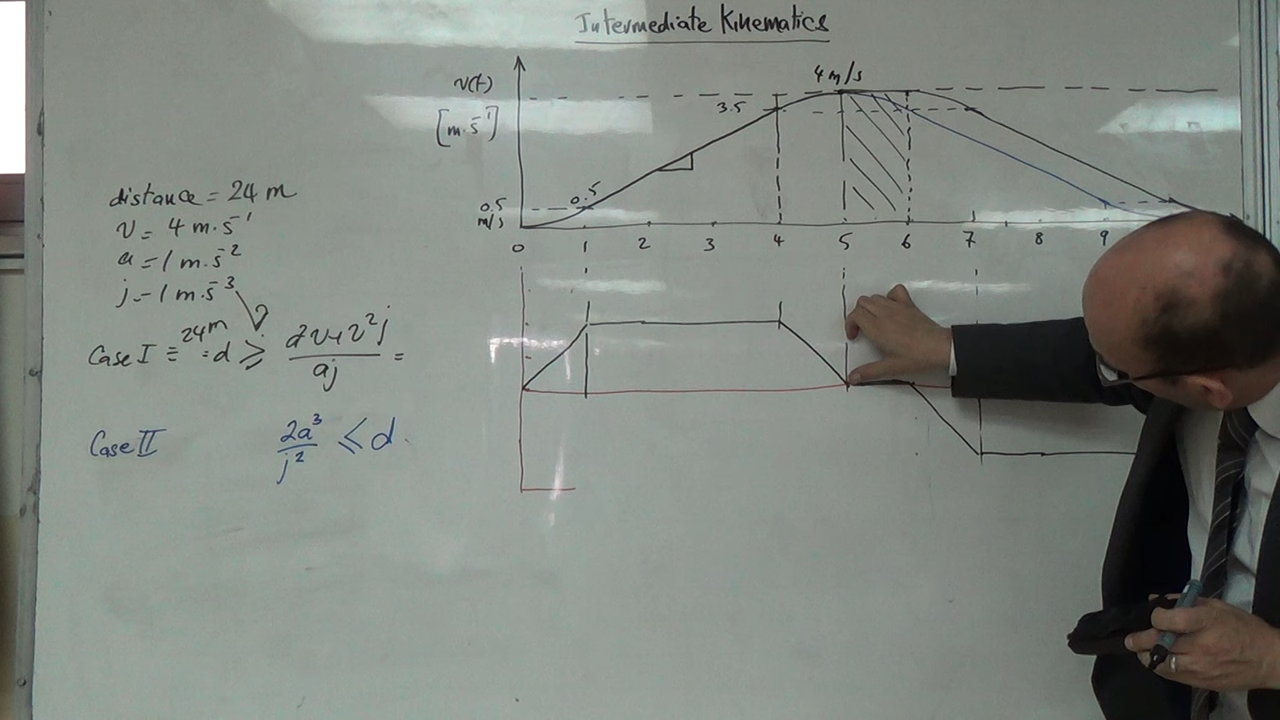 Intermediate Kinematics
v(t)
[m·s⁻¹]
4 m/s
3.5
0.5
0.5
m/s
0 1 2 3 4 5 6 7 8 9
distance = 24 m
v = 4 m·s⁻¹
a = 1 m·s⁻²
j = 1 m·s⁻³
Case I = 24m = d ≥ (av + v²j) / (aj) =
Case II 2a³ / j² ≤ d.